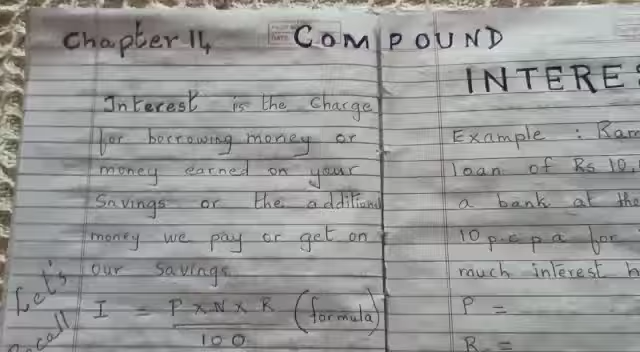 Chapter 14 COMPOUND
INTERE
Interest is the charge
for borrowing money or
money earned on your
savings or the additional
money we pay or get on
our savings.
Let's
Recall
I = P x N x R (formula)
100
Example : Ram
loan of Rs 10,
a bank at the
10 p.c p a for
much interest h
P =
R =